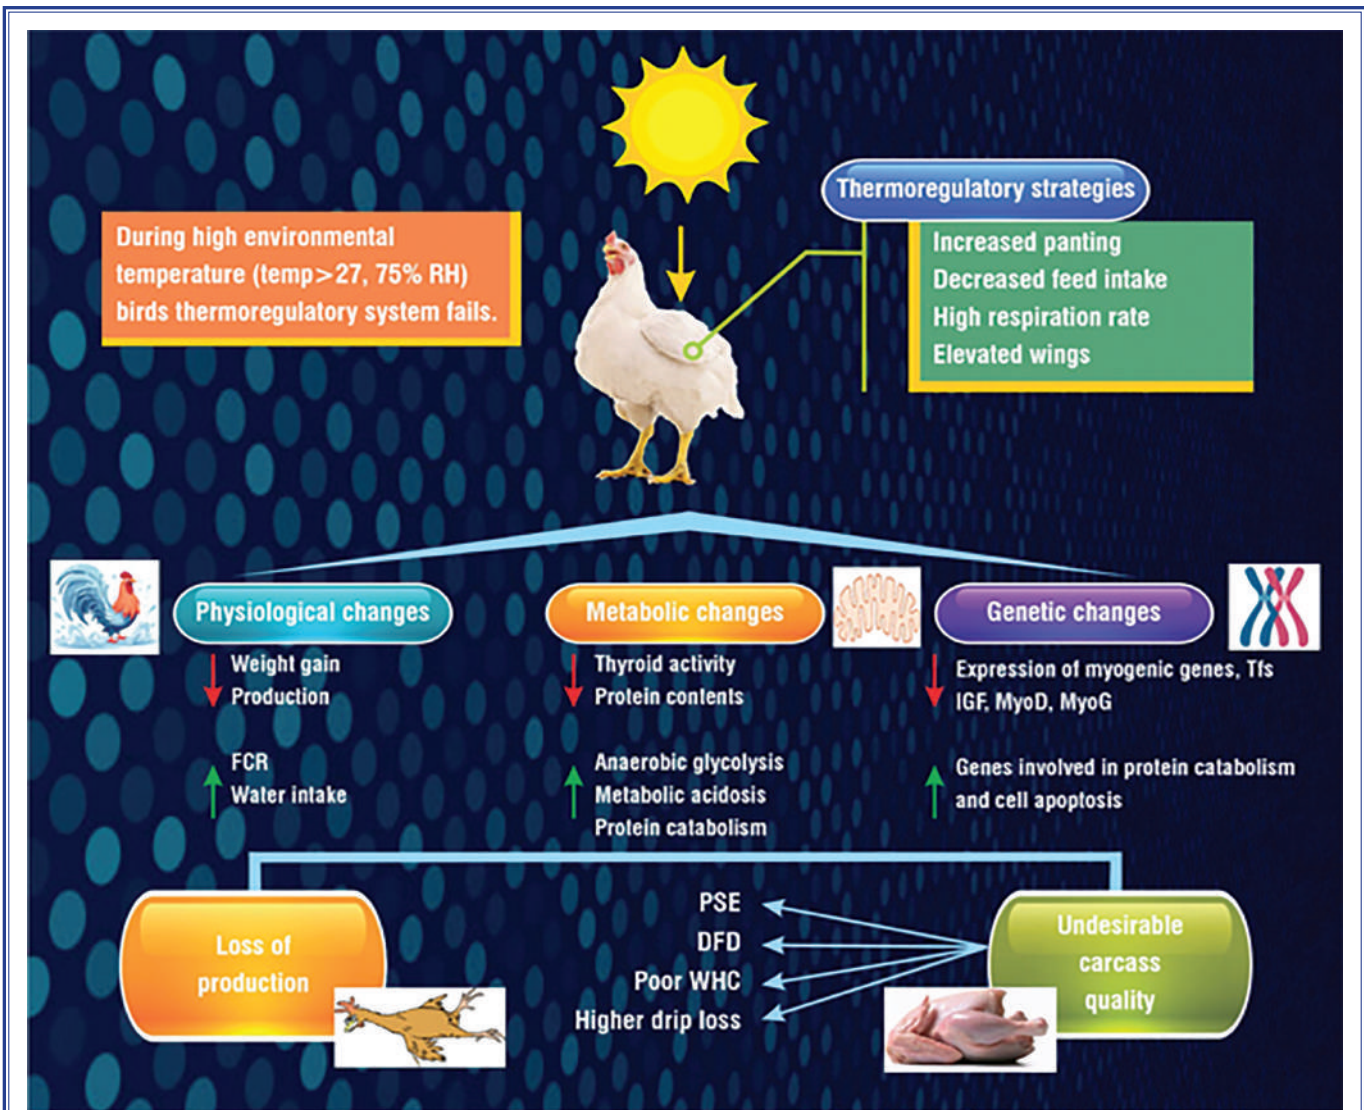 During high environmental
temperature (temp>27, 75% RH)
birds thermoregulatory system fails.
Thermoregulatory strategies
Increased panting
Decreased feed intake
High respiration rate
Elevated wings
Physiological changes
Weight gain
Production
FCR
Water intake
Metabolic changes
Thyroid activity
Protein contents
Anaerobic glycolysis
Metabolic acidosis
Protein catabolism
Genetic changes
Expression of myogenic genes, Tfs
IGF, MyoD, MyoG
Genes involved in protein catabolism
and cell apoptosis
Loss of
production
PSE
DFD
Poor WHC
Higher drip loss
Undesirable
carcass
quality